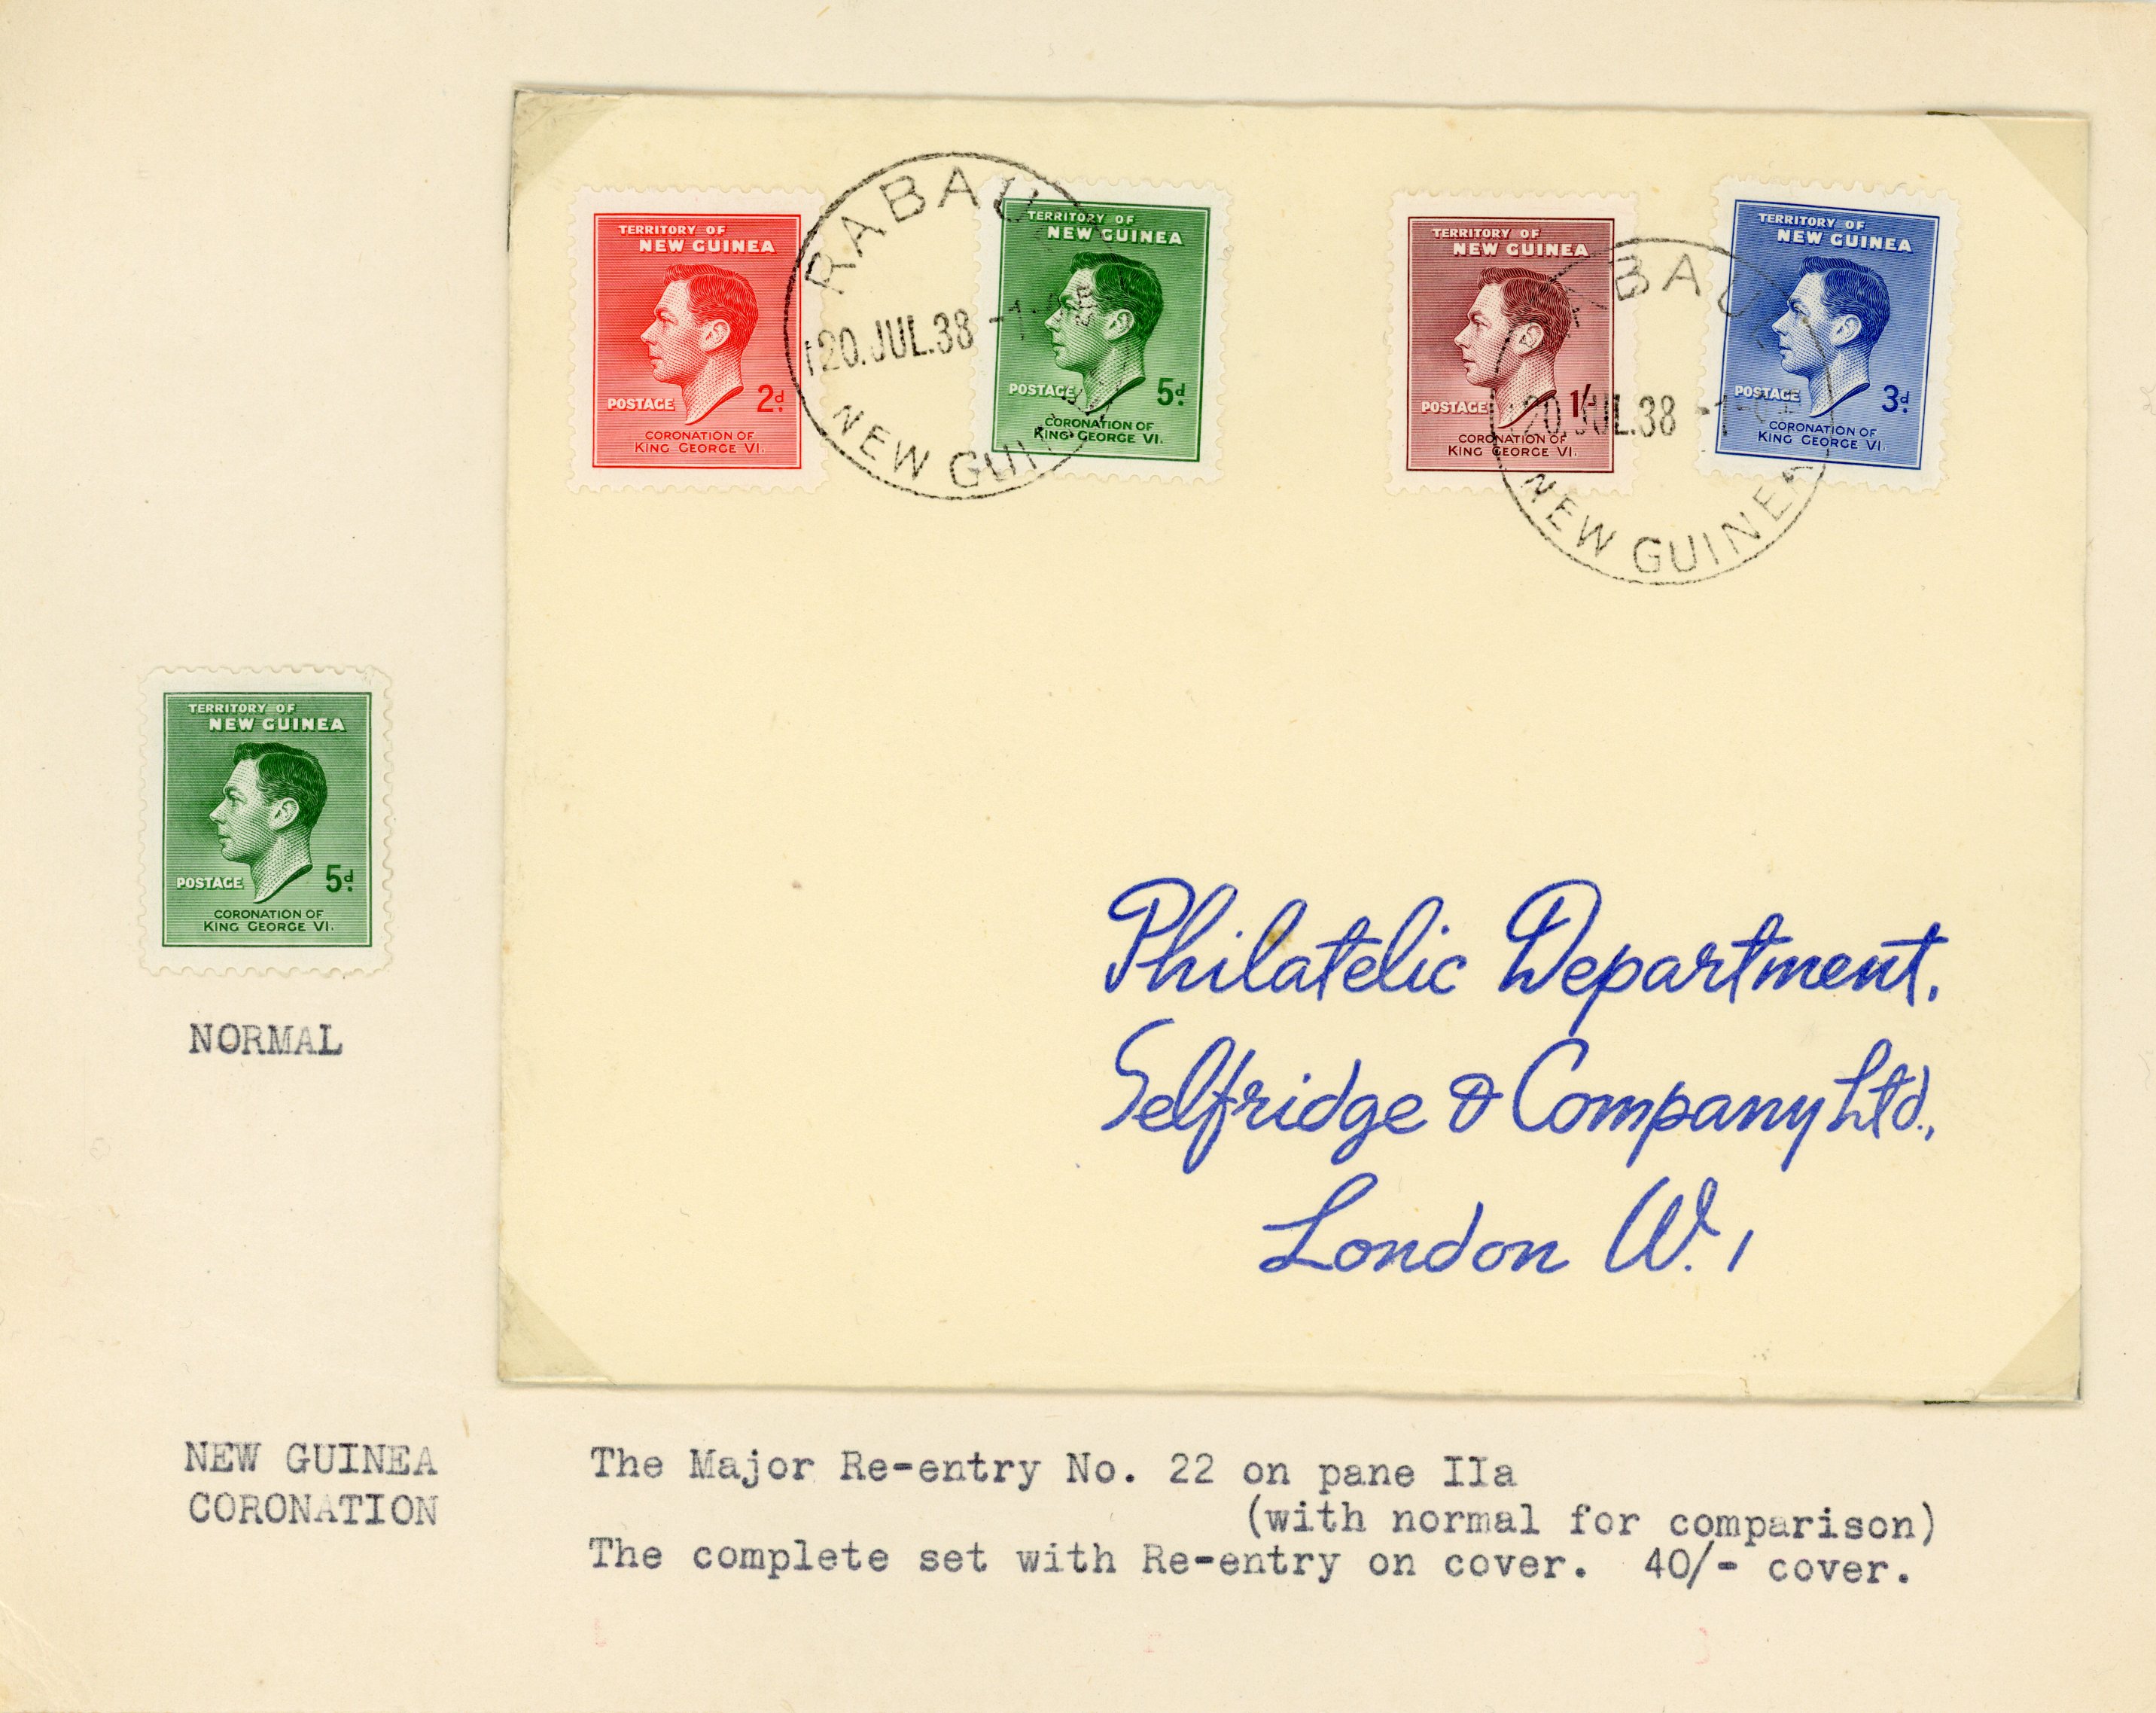 RABAUL
20.JUL.38
NEW GUINEA
TERRITORY OF
NEW GUINEA
POSTAGE
2d.
CORONATION OF
KING GEORGE VI.
TERRITORY OF
NEW GUINEA
POSTAGE
5d.
CORONATION OF
KING GEORGE VI.
TERRITORY OF
NEW GUINEA
POSTAGE
1/-
CORONATION OF
KING GEORGE VI.
RABAUL
20.JUL.38
NEW GUINEA
TERRITORY OF
NEW GUINEA
POSTAGE
3d.
CORONATION OF
KING GEORGE VI.
TERRITORY OF
NEW GUINEA
POSTAGE
5d.
CORONATION OF
KING GEORGE VI.
NORMAL
Philatelic Department,
Selfridge & Company Ltd.,
London W.1
NEW GUINEA
CORONATION
The Major Re-entry No. 22 on pane IIa
(with normal for comparison)
The complete set with Re-entry on cover. 40/- cover.